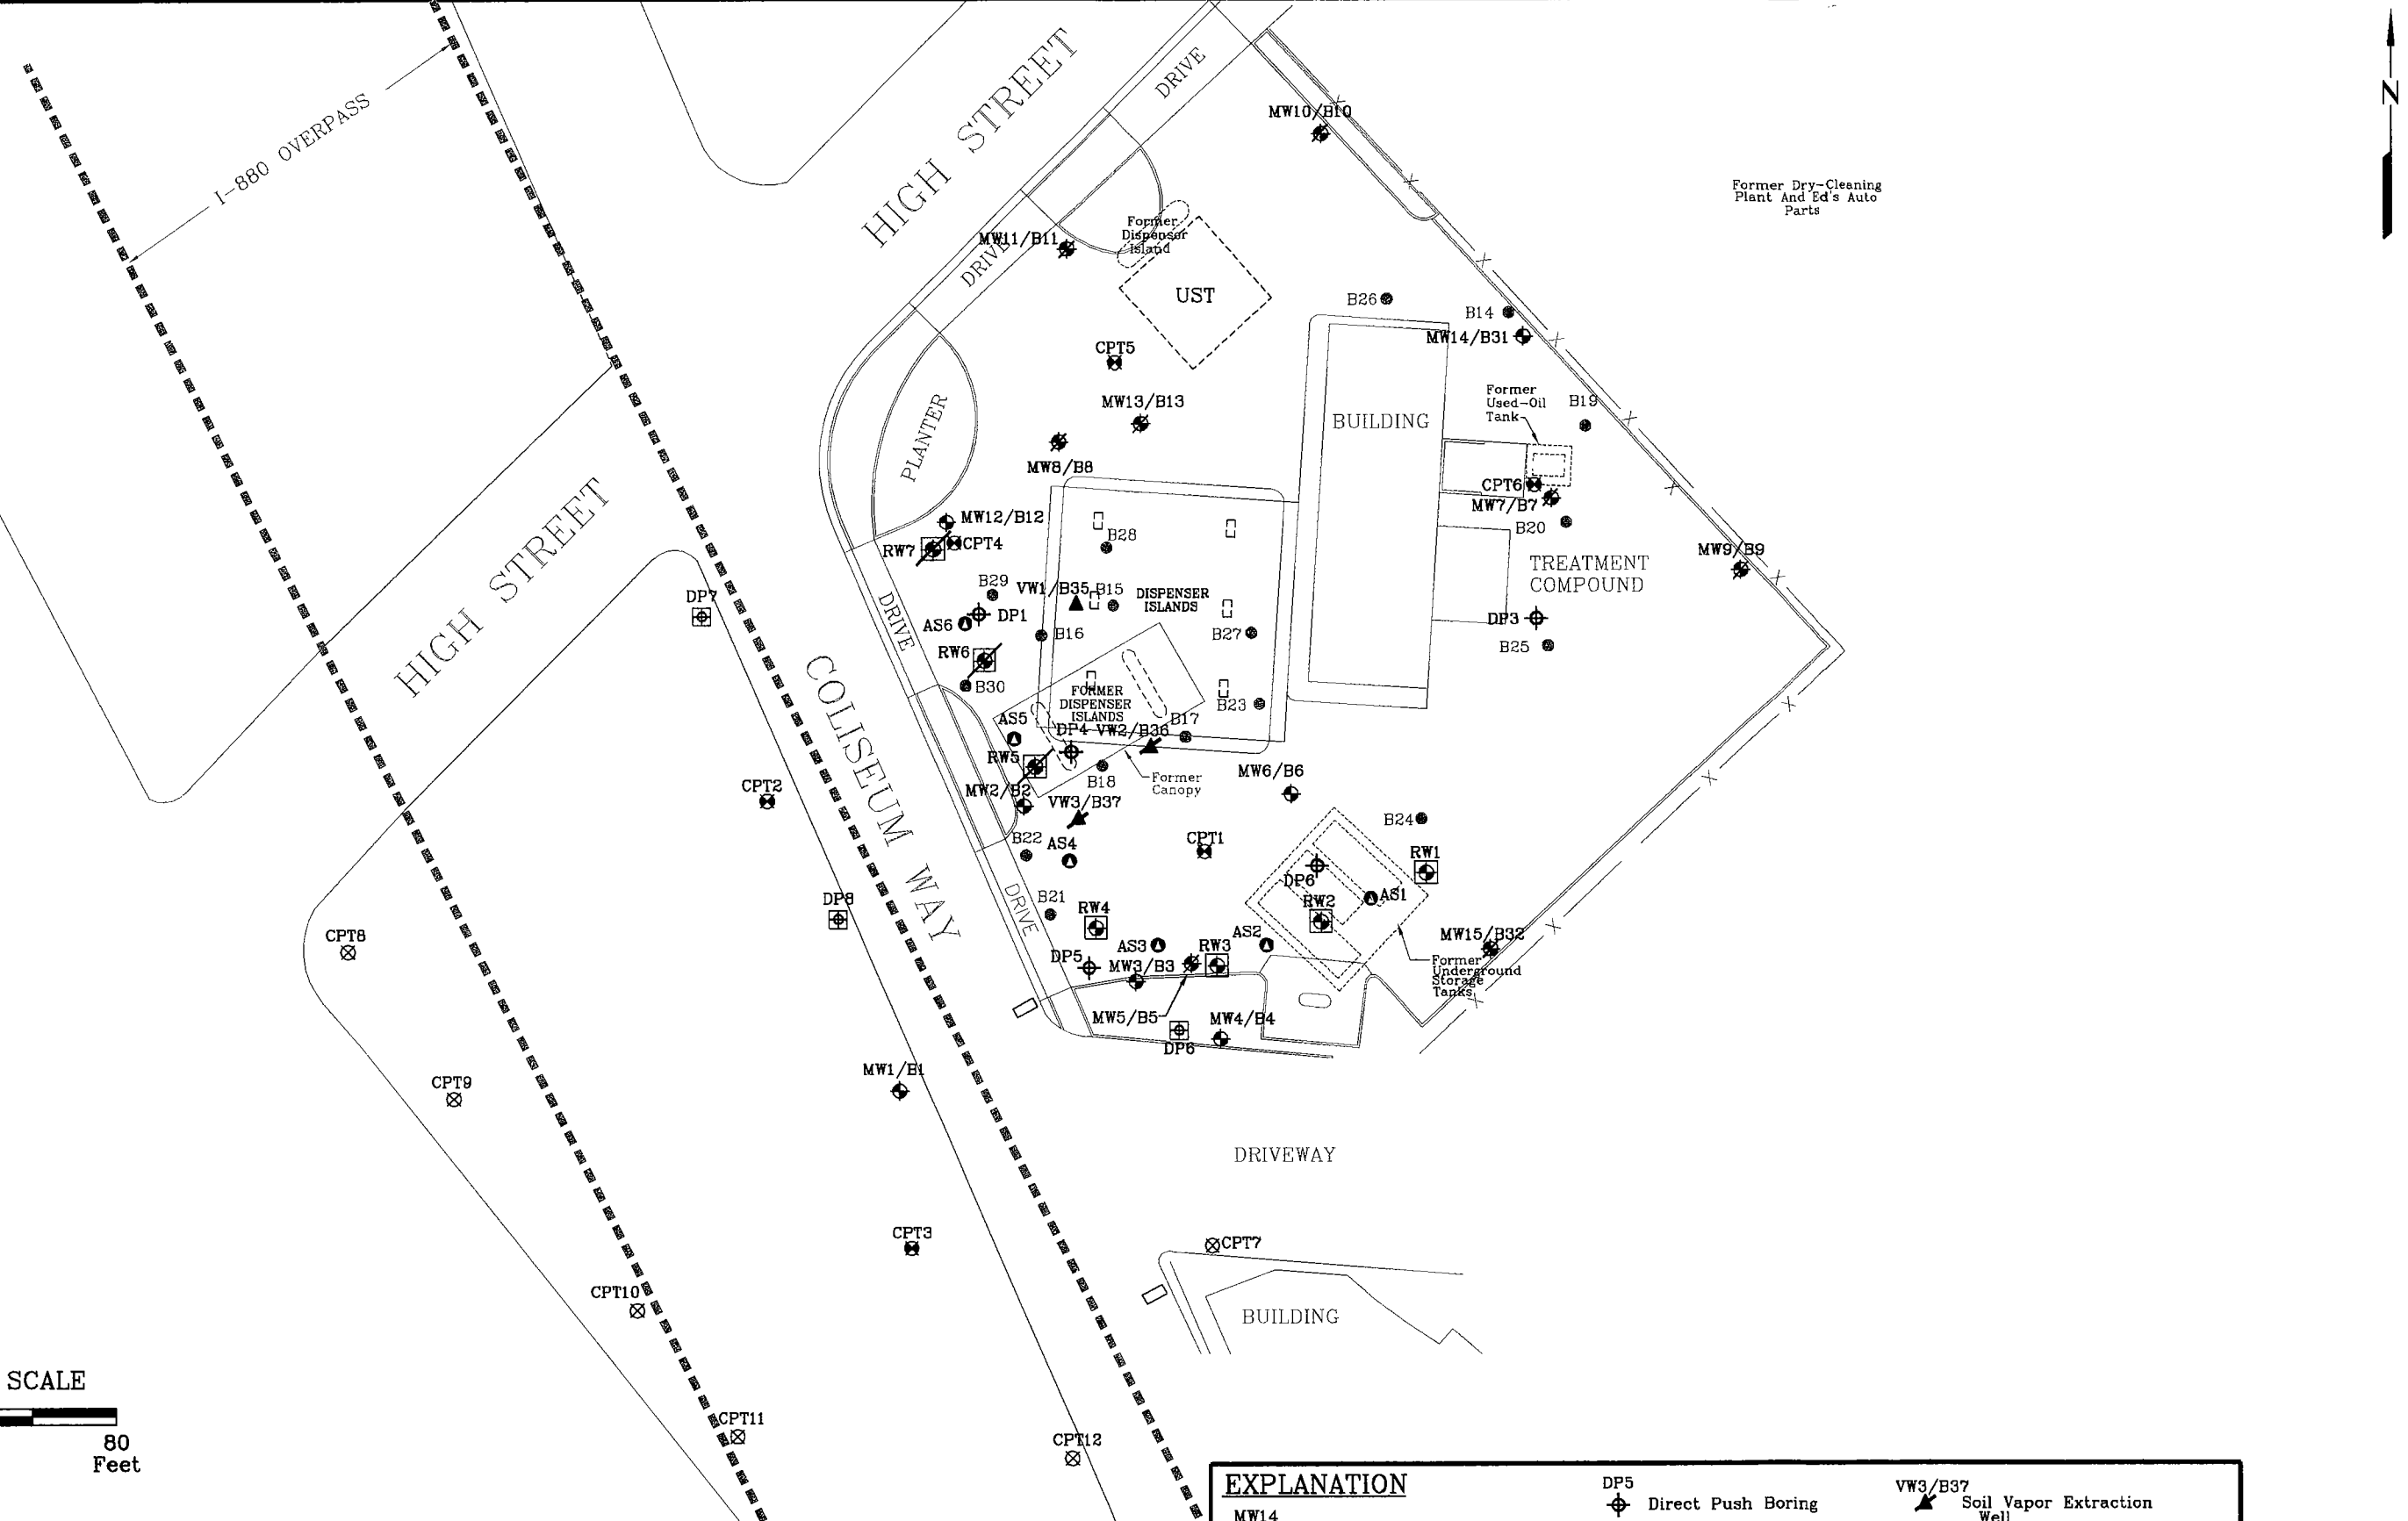 N
I-880 OVERPASS
HIGH STREET
DRIVE
MW10/B10
Former Dry-Cleaning
Plant And Ed's Auto
Parts
Former
Dispenser
Island
MW11/B11
DRIVE
UST
B26
B14
MW14/B31
CPT5
Former
Used-Oil
Tank
B19
MW13/B13
BUILDING
PLANTER
MW8/B8
CPT6
MW7/B7
B20
MW12/B12
RW7
CPT4
B28
MW9/B9
TREATMENT
COMPOUND
HIGH STREET
B29
VW1/B35
B15
DISPENSER
ISLANDS
DP7
DRIVE
AS6
DP1
B16
B27
DP3
B25
RW6
B30
FORMER
DISPENSER
ISLANDS
B23
AS5
B17
DP4
VW2/B36
COLISEUM WAY
RW5
B18
Former
Canopy
MW6/B6
CPT2
MW2/B2
VW3/B37
B24
B22
AS4
CPT1
RW1
DP6
AS1
DRIVE
B21
RW4
RW2
DP8
AS3
RW3
AS2
MW15/B32
CPT8
DP5
MW3/B3
Former
Underground
Storage
Tanks
MW5/B5
MW4/B4
DP6
MW1/B1
CPT9
DRIVEWAY
CPT3
CPT7
CPT10
BUILDING
SCALE
80
Feet
CPT11
CPT12
EXPLANATION
MW14
DP5
Direct Push Boring
VW3/B37
Soil Vapor Extraction
Well